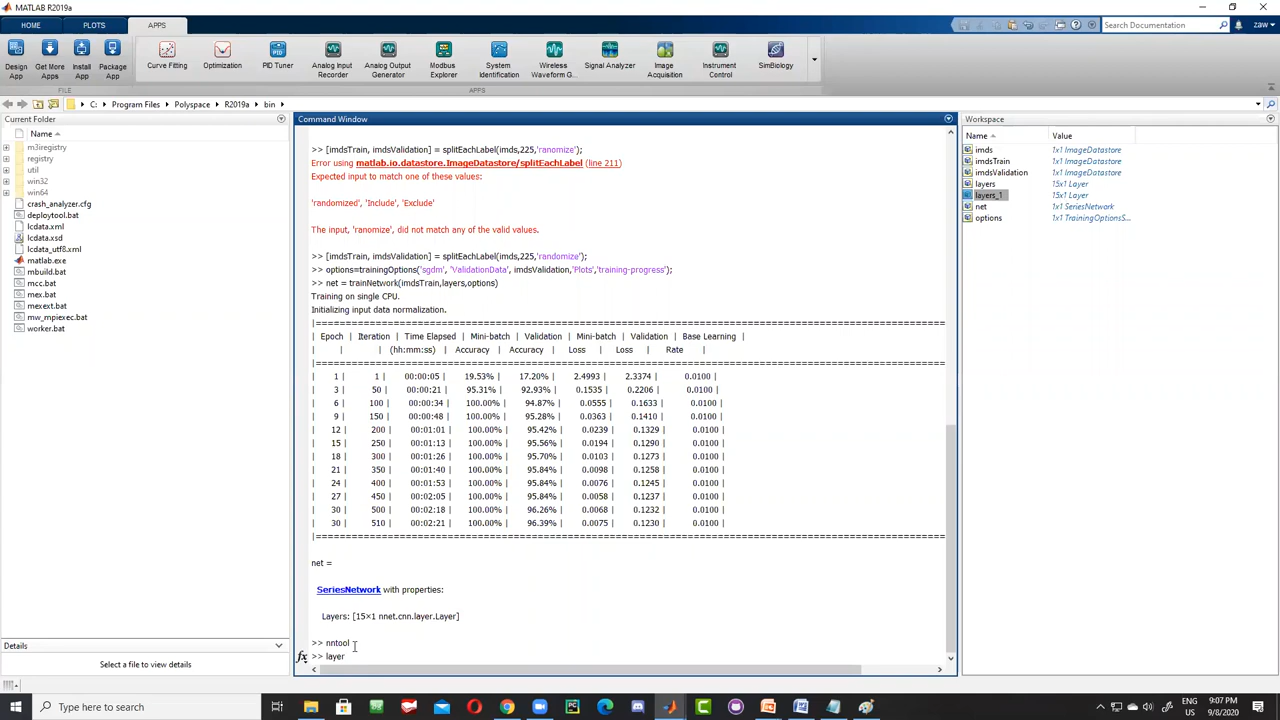 MATLAB R2019a
HOME PLOTS APPS
Search Documentation zaw
Design App
Get More Apps
Install App
Package App
Curve Fitting
Optimization
PID Tuner
Analog Input Recorder
Analog Output Generator
Modbus Explorer
System Identification
Wireless Waveform G...
Signal Analyzer
Image Acquisition
Instrument Control
SimBiology
FILE APPS
C: Program Files Polyspace R2019a bin
Current Folder
Name
m3iregistry
registry
util
win32
win64
crash_analyzer.cfg
deploytool.bat
lcdata.xml
lcdata.xsd
lcdata_utf8.xml
matlab.exe
mbuild.bat
mcc.bat
mex.bat
mexext.bat
mw_mpiexec.bat
worker.bat
Details
Select a file to view details
Command Window
>> [imdsTrain, imdsValidation] = splitEachLabel(imds,225,'ranomize');
Error using matlab.io.datastore.ImageDatastore/splitEachLabel (line 211)
Expected input to match one of these values:
'randomized', 'Include', 'Exclude'
The input, 'ranomize', did not match any of the valid values.
>> [imdsTrain, imdsValidation] = splitEachLabel(imds,225,'randomize');
>> options=trainingOptions('sgdm', 'ValidationData', imdsValidation,'Plots','training-progress');
>> net = trainNetwork(imdsTrain,layers,options)
Training on single CPU.
Initializing input data normalization.
| Epoch | Iteration | Time Elapsed | Mini-batch | Validation | Mini-batch | Validation | Base Learning |
| | | (hh:mm:ss) | Accuracy | Accuracy | Loss | Loss | Rate |
| 1 | 1 | 00:00:05 | 19.53% | 17.20% | 2.4993 | 2.3374 | 0.0100 |
| 3 | 50 | 00:00:21 | 95.31% | 92.93% | 0.1535 | 0.2206 | 0.0100 |
| 6 | 100 | 00:00:34 | 100.00% | 94.87% | 0.0555 | 0.1633 | 0.0100 |
| 9 | 150 | 00:00:48 | 100.00% | 95.28% | 0.0363 | 0.1410 | 0.0100 |
| 12 | 200 | 00:01:01 | 100.00% | 95.42% | 0.0239 | 0.1329 | 0.0100 |
| 15 | 250 | 00:01:13 | 100.00% | 95.56% | 0.0194 | 0.1290 | 0.0100 |
| 18 | 300 | 00:01:26 | 100.00% | 95.70% | 0.0103 | 0.1273 | 0.0100 |
| 21 | 350 | 00:01:40 | 100.00% | 95.84% | 0.0098 | 0.1258 | 0.0100 |
| 24 | 400 | 00:01:53 | 100.00% | 95.84% | 0.0076 | 0.1245 | 0.0100 |
| 27 | 450 | 00:02:05 | 100.00% | 95.84% | 0.0058 | 0.1237 | 0.0100 |
| 30 | 500 | 00:02:18 | 100.00% | 96.26% | 0.0068 | 0.1232 | 0.0100 |
| 30 | 510 | 00:02:21 | 100.00% | 96.39% | 0.0075 | 0.1230 | 0.0100 |
net =
SeriesNetwork with properties:
Layers: [15×1 nnet.cnn.layer.Layer]
>> nntool
fx >> layer
Workspace
Name Value
imds 1x1 ImageDatastore
imdsTrain 1x1 ImageDatastore
imdsValidation 1x1 ImageDatastore
layers 15x1 Layer
layers_1 15x1 Layer
net 1x1 SeriesNetwork
options 1x1 TrainingOptionsS...
Type here to search
ENG
US
9:07 PM
9/8/2020